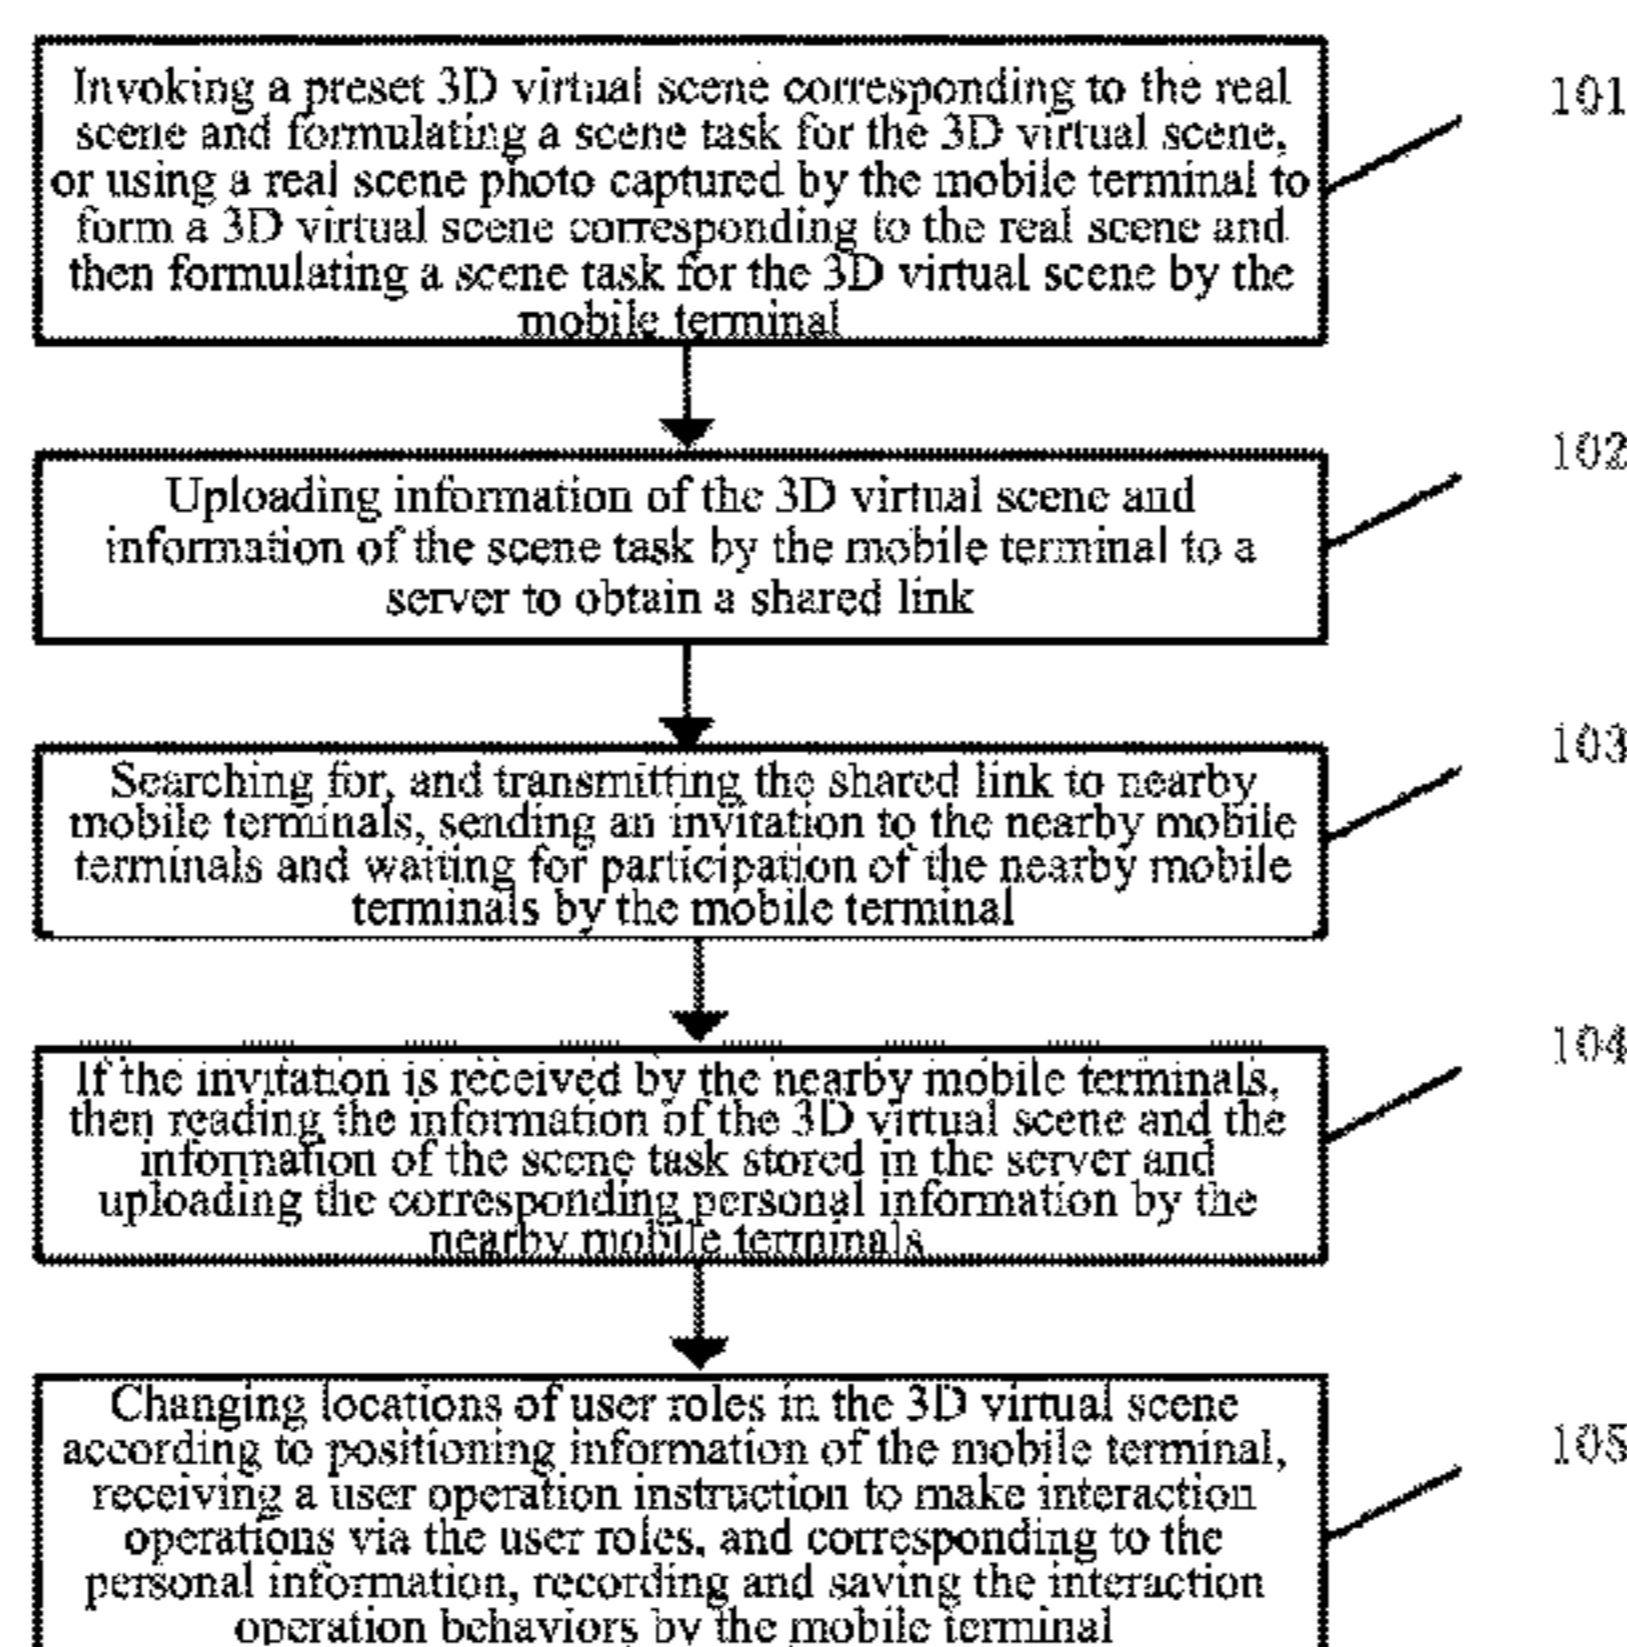 Invoking a preset 3D virtual scene corresponding to the real
scene and formulating a scene task for the 3D virtual scene,
or using a real scene photo captured by the mobile terminal to
form a 3D virtual scene corresponding to the real scene and
then formulating a scene task for the 3D virtual scene by the
mobile terminal
101
Uploading information of the 3D virtual scene and
information of the scene task by the mobile terminal to a
server to obtain a shared link
102
Searching for, and transmitting the shared link to nearby
mobile terminals, sending an invitation to the nearby mobile
terminals and waiting for participation of the nearby mobile
terminals by the mobile terminal
103
If the invitation is received by the nearby mobile terminals,
then reading the information of the 3D virtual scene and the
information of the scene task stored in the server and
uploading the corresponding personal information by the
nearby mobile terminals
104
Changing locations of user roles in the 3D virtual scene
according to positioning information of the mobile terminal,
receiving a user operation instruction to make interaction
operations via the user roles, and corresponding to the
personal information, recording and saving the interaction
operation behaviors by the mobile terminal
105